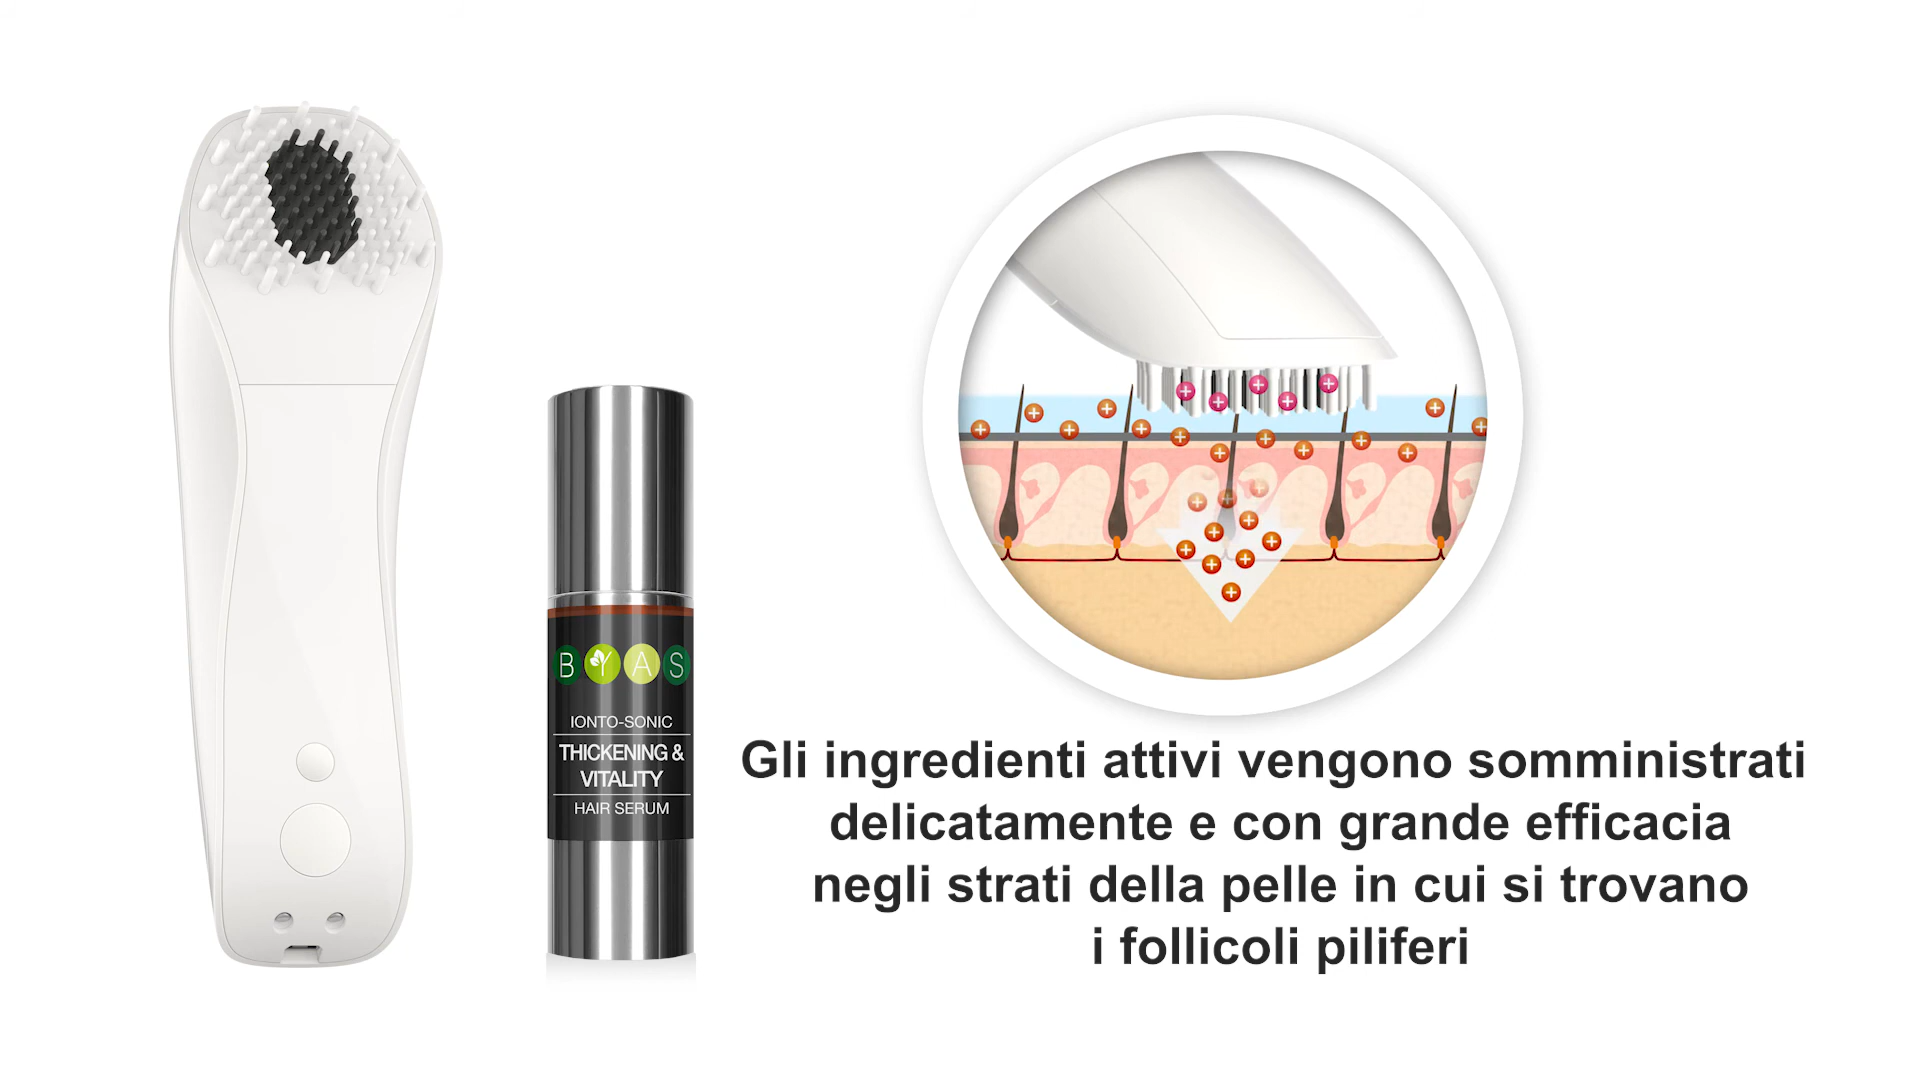 BYAS
IONTO-SONIC
THICKENING &
VITALITY
HAIR SERUM
Gli ingredienti attivi vengono somministrati
delicatamente e con grande efficacia
negli strati della pelle in cui si trovano
i follicoli piliferi